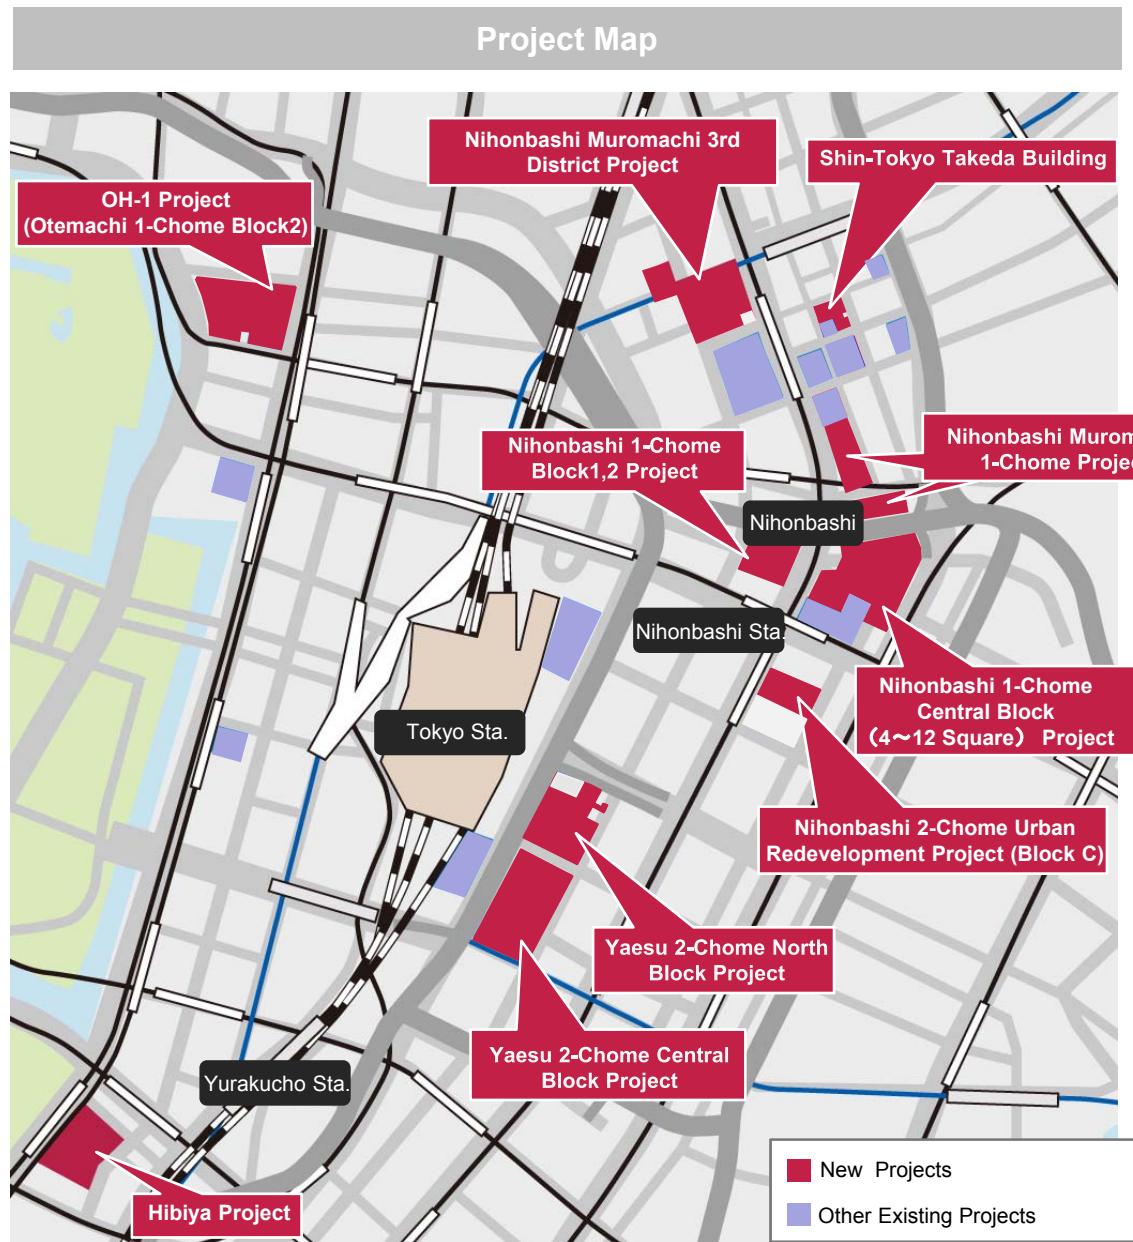 Project Map
Nihonbashi Muromachi 3rd
District Project
Shin-Tokyo Takeda Building
OH-1 Project
(Otemachi 1-Chome Block2)
Nihonbashi 1-Chome
Block1,2 Project
Nihonbashi Murom
1-Chome Projec
Nihonbashi
Nihonbashi Sta.
Nihonbashi 1-Chome
Central Block
（4～12 Square） Project
Tokyo Sta.
Nihonbashi 2-Chome Urban
Redevelopment Project (Block C)
Yaesu 2-Chome North
Block Project
Yaesu 2-Chome Central
Block Project
Yurakucho Sta.
Hibiya Project
New Projects
Other Existing Projects